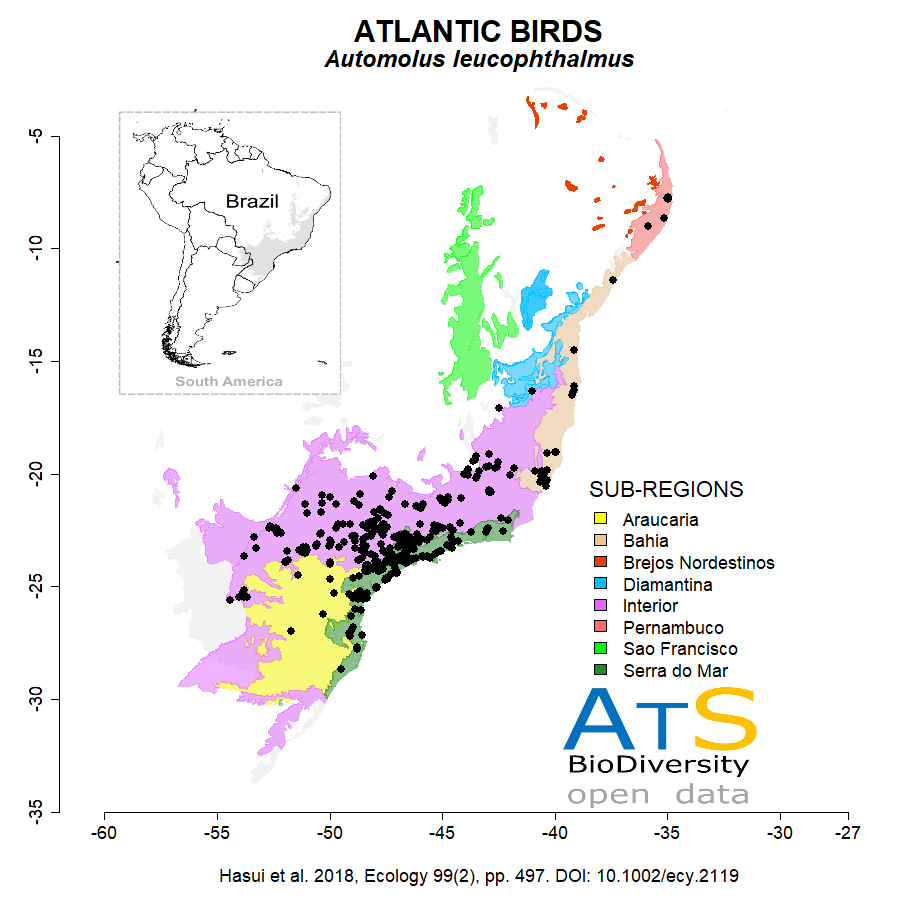 ATLANTIC BIRDS
Automolus leucophthalmus
Brazil
South America
-5
-10
-15
-20
-25
-30
-35
SUB-REGIONS
Araucaria
Bahia
Brejos Nordestinos
Diamantina
Interior
Pernambuco
Sao Francisco
Serra do Mar
ATS
BioDiversity
open data
-60
-55
-50
-45
-40
-35
-30
-27
Hasui et al. 2018, Ecology 99(2), pp. 497. DOI: 10.1002/ecy.2119